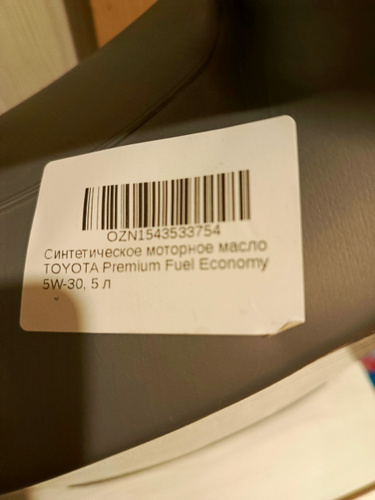 OZN1543533754
Синтетическое моторное масло
TOYOTA Premium Fuel Economy
5W-30, 5 л